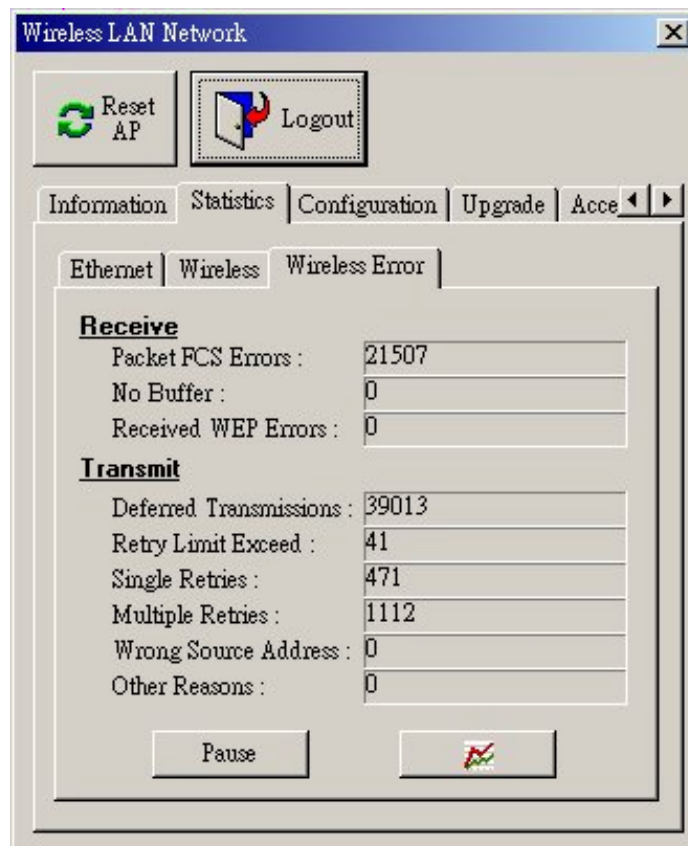 Wireless LAN Network
Reset
AP
Logout
Information Statistics Configuration Upgrade Acce
Ethernet Wireless Wireless Error
Receive
Packet FCS Errors : 21507
No Buffer : 0
Received WEP Errors : 0
Transmit
Deferred Transmissions : 39013
Retry Limit Exceed : 41
Single Retries : 471
Multiple Retries : 1112
Wrong Source Address : 0
Other Reasons : 0
Pause